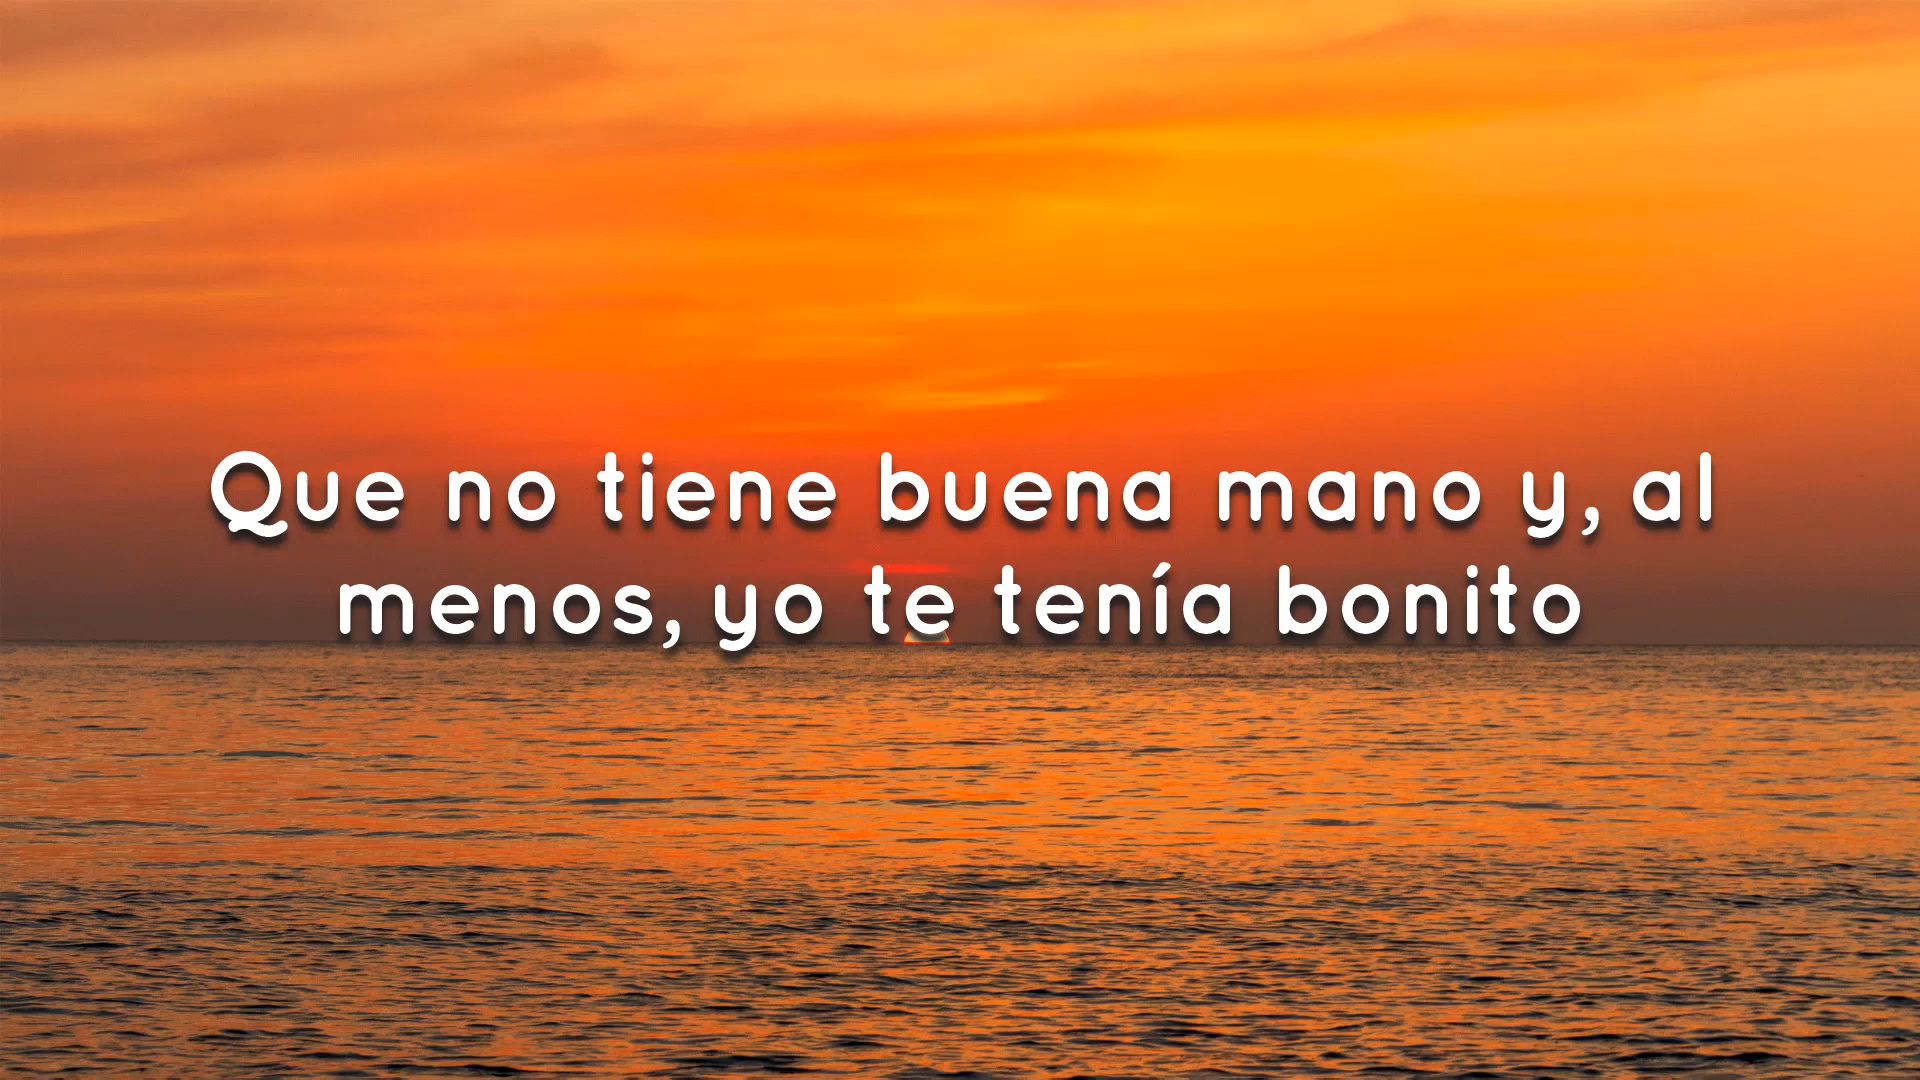 Que no tiene buena mano y, al
menos, yo te tenía bonito